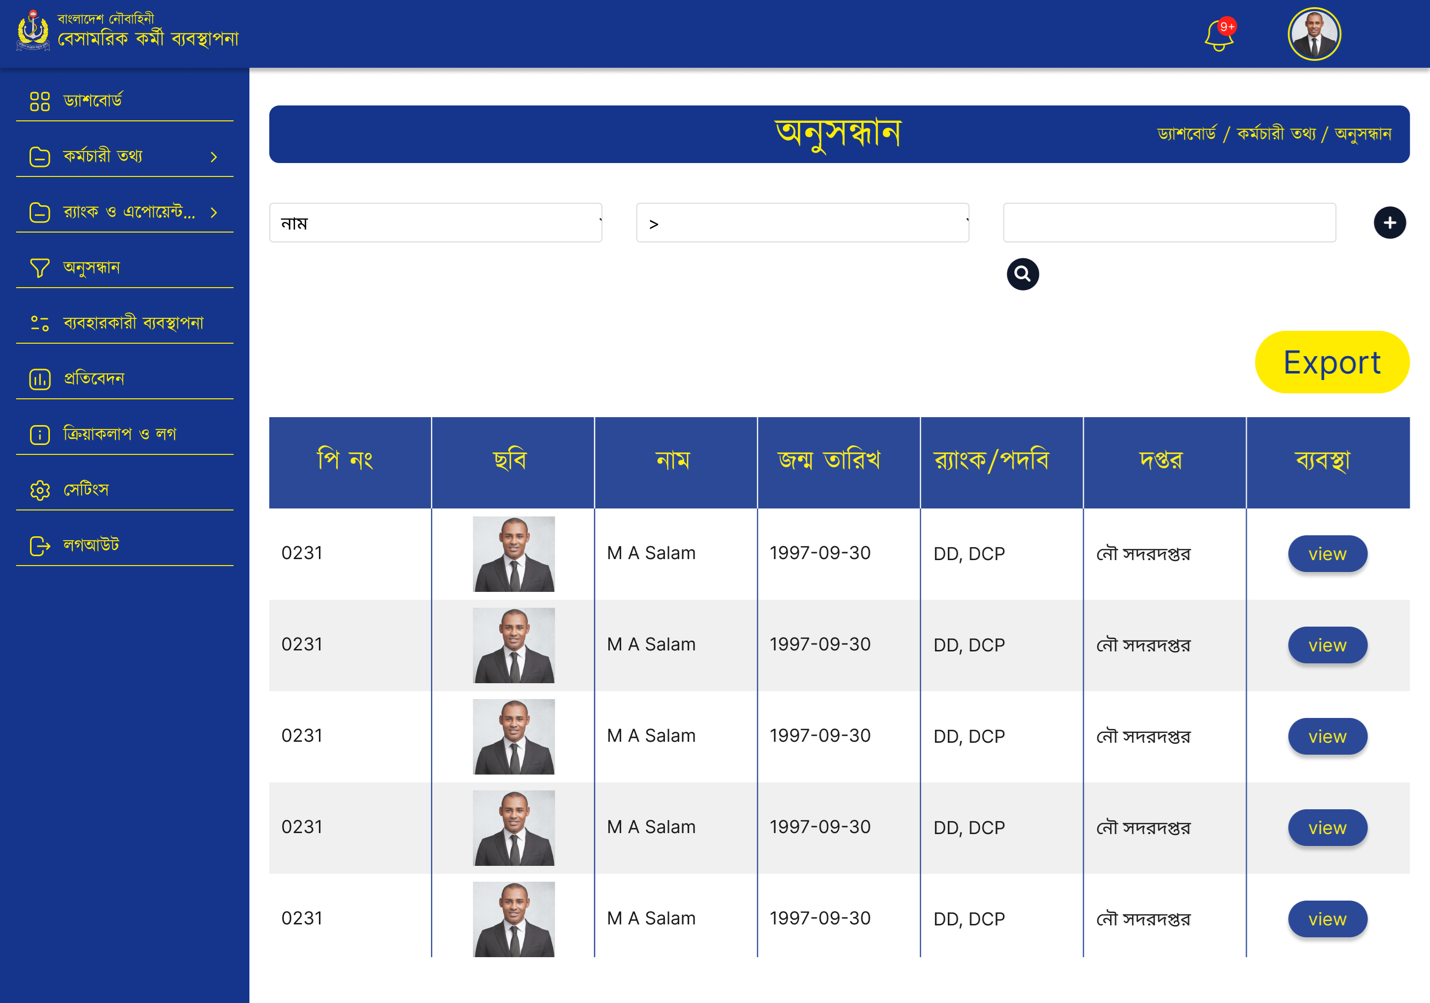 বাংলাদেশ নৌবাহিনী
বেসামরিক কর্মী ব্যবস্থাপনা
9+
ড্যাশবোর্ড
কর্মচারী তথ্য
র‍্যাংক ও এপোয়েন্ট...
অনুসন্ধান
ব্যবহারকারী ব্যবস্থাপনা
প্রতিবেদন
ক্রিয়াকলাপ ও লগ
সেটিংস
লগআউট
অনুসন্ধান
ড্যাশবোর্ড / কর্মচারী তথ্য / অনুসন্ধান
নাম >
Export
পি নং ছবি নাম জন্ম তারিখ র‍্যাংক/পদবি দপ্তর ব্যবস্থা
0231 M A Salam 1997-09-30 DD, DCP নৌ সদরদপ্তর view
0231 M A Salam 1997-09-30 DD, DCP নৌ সদরদপ্তর view
0231 M A Salam 1997-09-30 DD, DCP নৌ সদরদপ্তর view
0231 M A Salam 1997-09-30 DD, DCP নৌ সদরদপ্তর view
0231 M A Salam 1997-09-30 DD, DCP নৌ সদরদপ্তর view